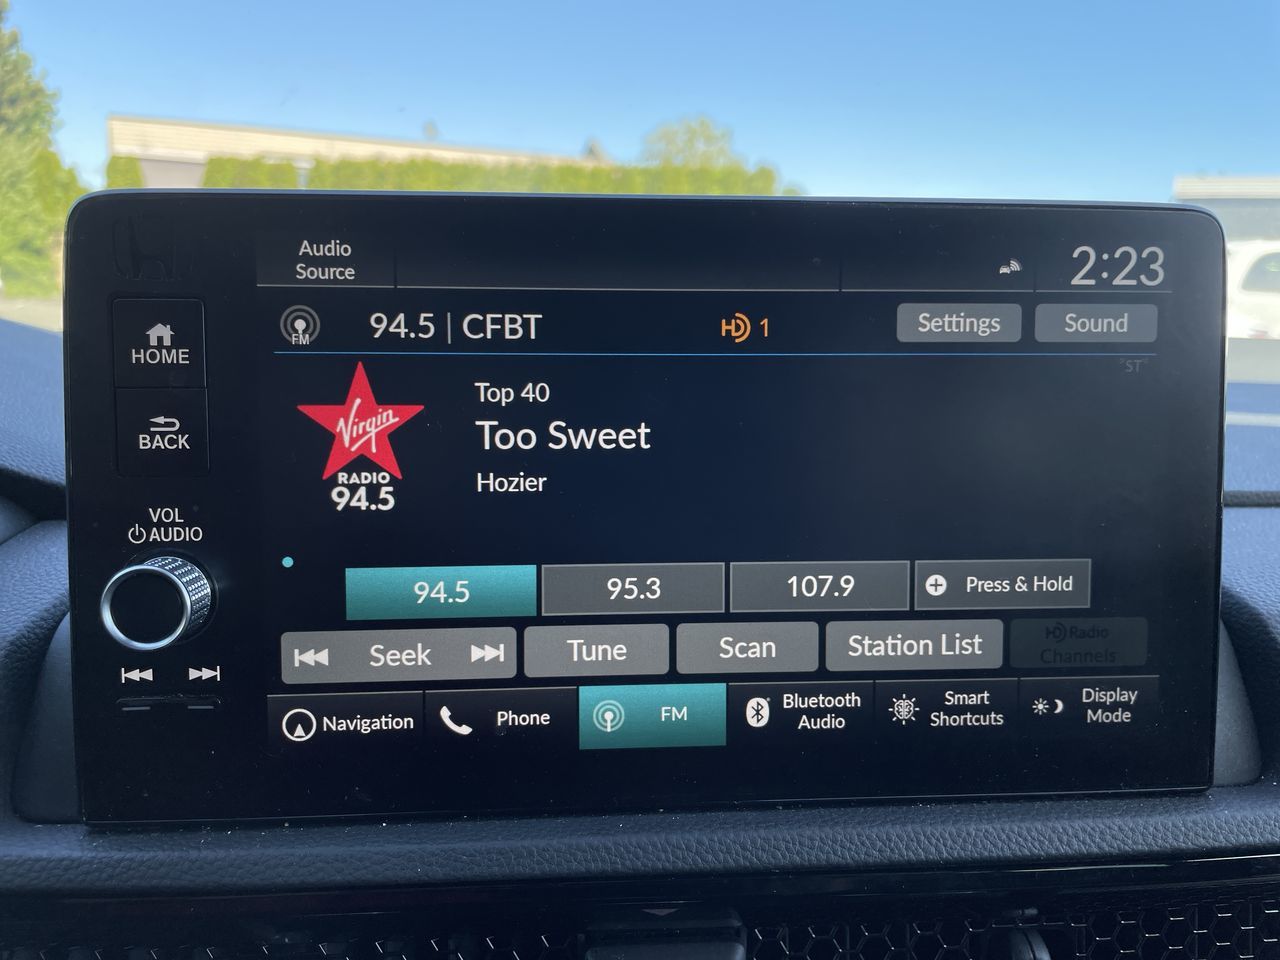 Audio
Source
2:23
FM
94.5 | CFBT
HD 1
Settings
Sound
"ST"
HOME
BACK
VOL
AUDIO
Virgin
RADIO
94.5
Top 40
Too Sweet
Hozier
94.5
95.3
107.9
Press & Hold
Seek
Tune
Scan
Station List
HD Radio
Channels
Navigation
Phone
FM
Bluetooth
Audio
Smart
Shortcuts
Display
Mode